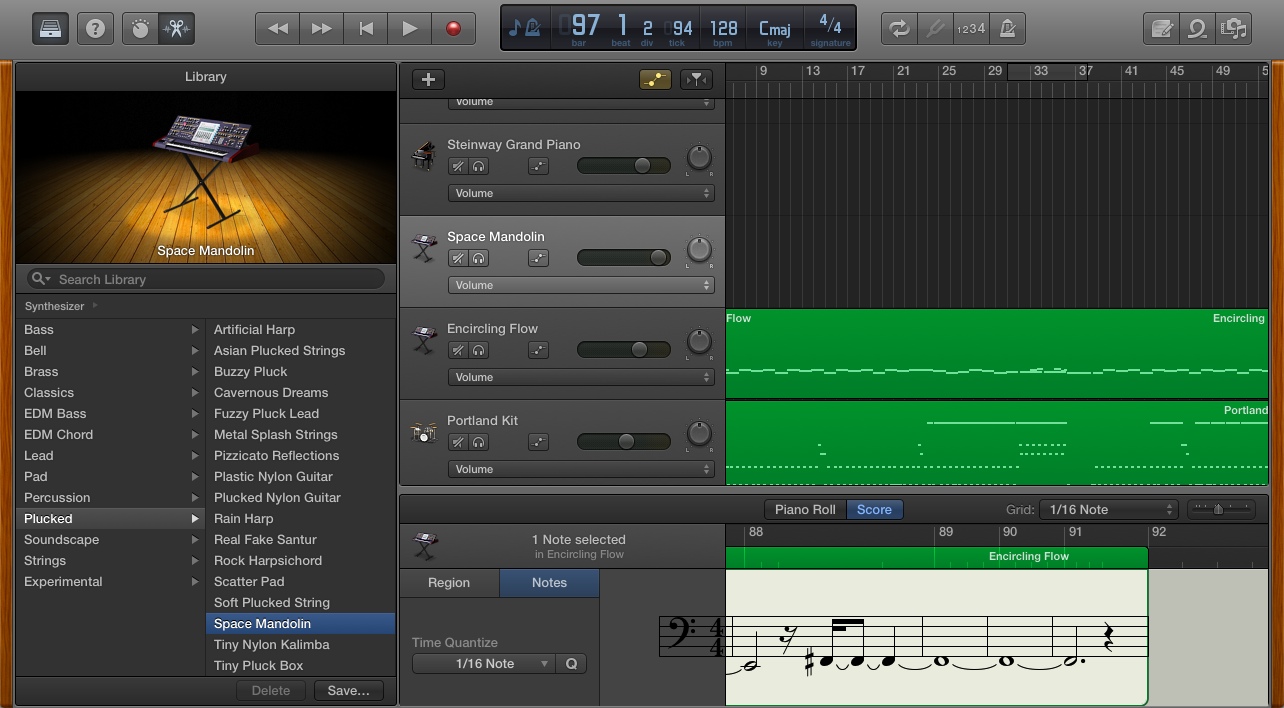 ?
1234
97 1 2 94 128 Cmaj 4/4
bar beat div tick bpm key signature
Library
Space Mandolin
Search Library
Synthesizer
Bass
Bell
Brass
Classics
EDM Bass
EDM Chord
Lead
Pad
Percussion
Plucked
Soundscape
Strings
Experimental
Artificial Harp
Asian Plucked Strings
Buzzy Pluck
Cavernous Dreams
Fuzzy Pluck Lead
Metal Splash Strings
Pizzicato Reflections
Plastic Nylon Guitar
Plucked Nylon Guitar
Rain Harp
Real Fake Santur
Rock Harpsichord
Scatter Pad
Soft Plucked String
Space Mandolin
Tiny Nylon Kalimba
Tiny Pluck Box
Delete Save...
+
9 13 17 21 25 29 33 37 41 45 49 5
Volume
Steinway Grand Piano
L R
Volume
Space Mandolin
L R
Volume
Encircling Flow
L R
Volume
Portland Kit
L R
Volume
Flow Encircling
Portland
Piano Roll Score Grid: 1/16 Note
1 Note selected
in Encircling Flow
88 89 90 91 92
Encircling Flow
Region Notes
Time Quantize
1/16 Note Q
4
4